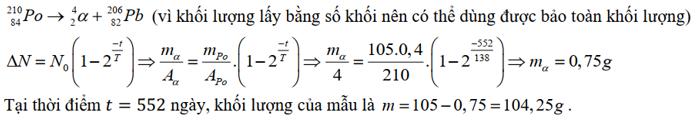 ²¹⁰₈₄Po → ⁴₂α + ²⁰⁶₈₂Pb (vì khối lượng lấy bằng số khối nên có thể dùng được bảo toàn khối lượng)
ΔN = N₀(1 − 2^(−t/T)) ⇒ m_α/A_α = m_Po/A_Po .(1 − 2^(−t/T)) ⇒ m_α/4 = 105.0,4/210 .(1 − 2^(−552/138)) ⇒ m_α = 0,75g
Tại thời điểm t = 552 ngày, khối lượng của mẫu là m = 105 − 0,75 = 104,25g .